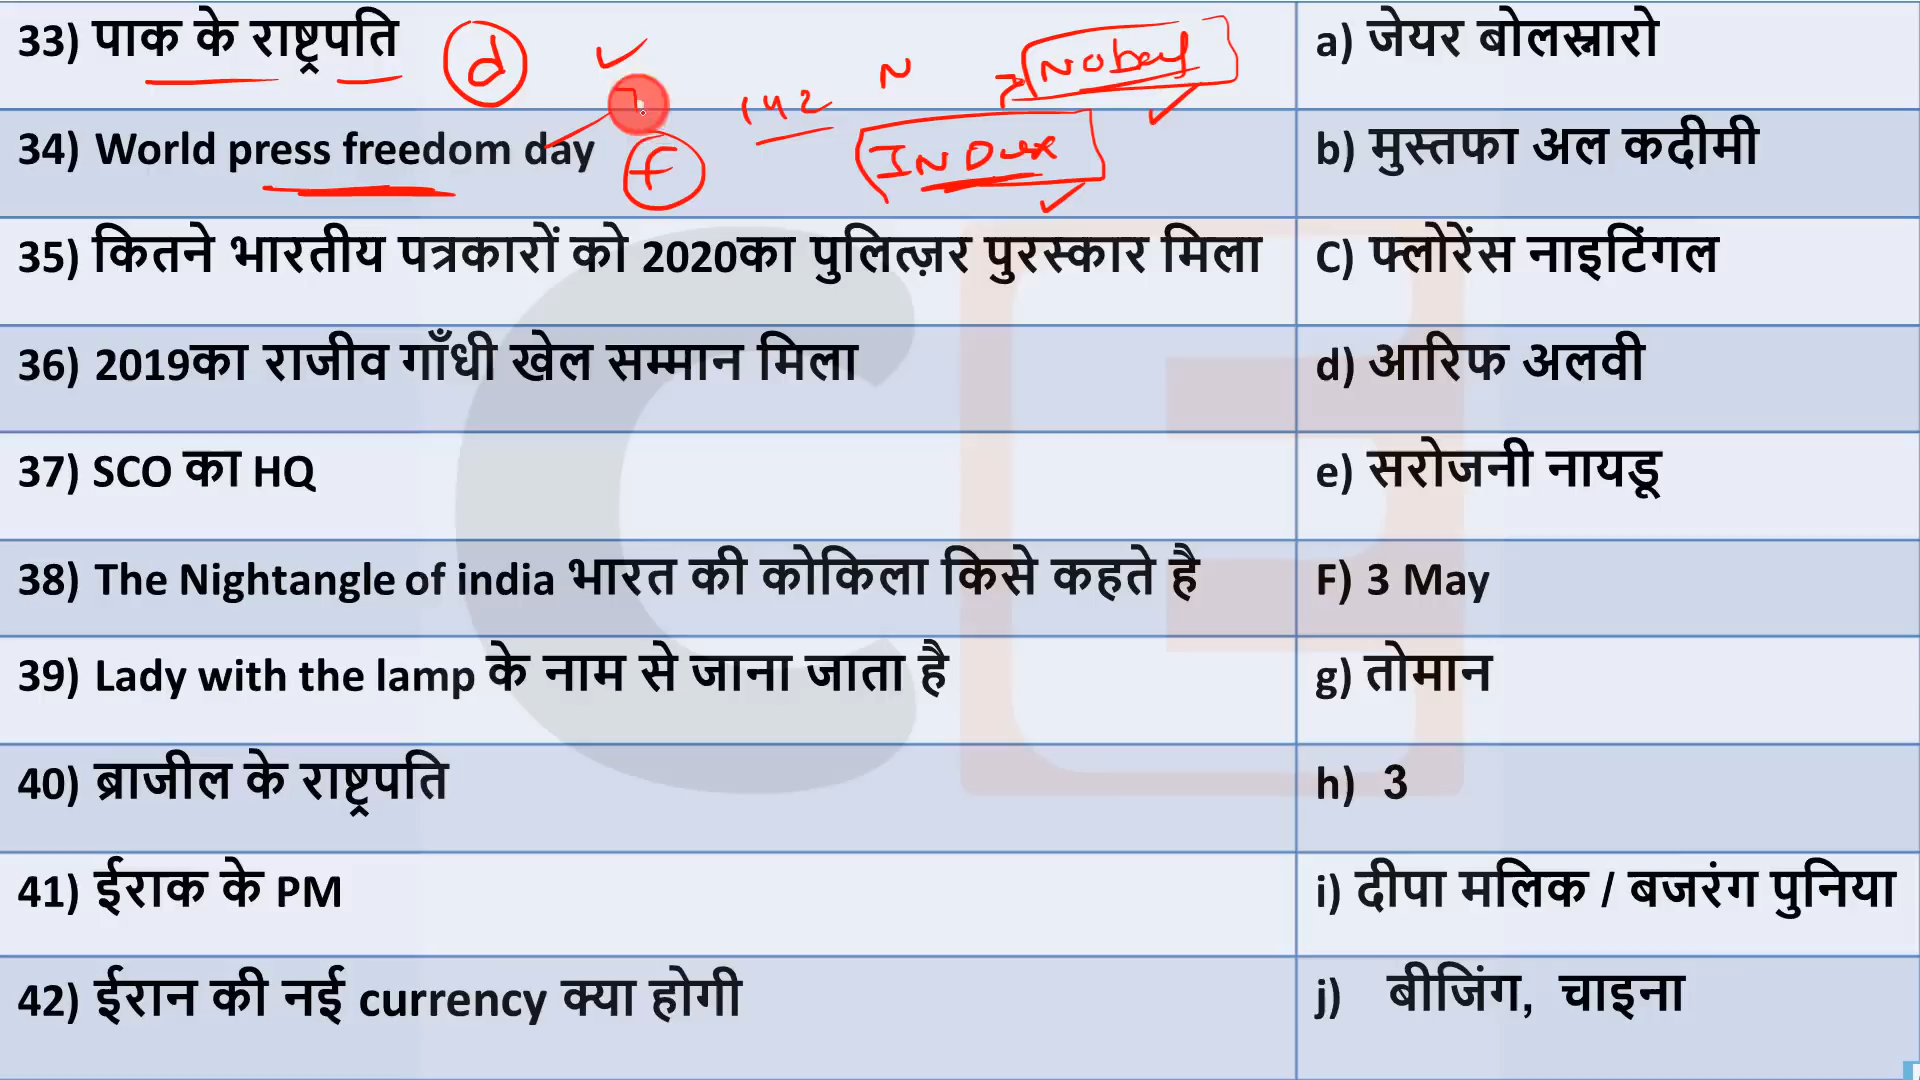 33) पाक के राष्ट्रपति
d
142
N
a) जेयर बोलस्नारो
34) World press freedom day
f
b) मुस्तफा अल कदीमी
35) कितने भारतीय पत्रकारों को 2020का पुलित्ज़र पुरस्कार मिला
C) फ्लोरेंस नाइटिंगल
36) 2019का राजीव गाँधी खेल सम्मान मिला
d) आरिफ अलवी
37) SCO का HQ
e) सरोजनी नायडू
38) The Nightangle of india भारत की कोकिला किसे कहते है
F) 3 May
39) Lady with the lamp के नाम से जाना जाता है
g) तोमान
40) ब्राजील के राष्ट्रपति
h) 3
41) ईराक के PM
i) दीपा मलिक / बजरंग पुनिया
42) ईरान की नई currency क्या होगी
j) बीजिंग, चाइना